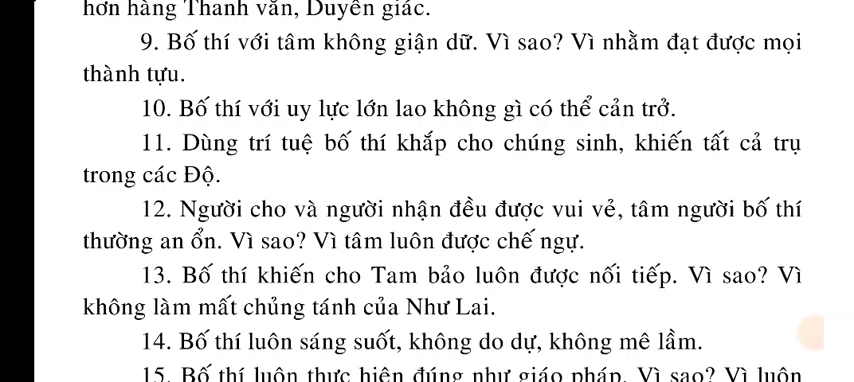 hơn hàng Thanh văn, Duyên giác.
9. Bố thí với tâm không giận dữ. Vì sao? Vì nhằm đạt được mọi
thành tựu.
10. Bố thí với uy lực lớn lao không gì có thể cản trở.
11. Dùng trí tuệ bố thí khắp cho chúng sinh, khiến tất cả trụ
trong các Độ.
12. Người cho và người nhận đều được vui vẻ, tâm người bố thí
thường an ổn. Vì sao? Vì tâm luôn được chế ngự.
13. Bố thí khiến cho Tam bảo luôn được nối tiếp. Vì sao? Vì
không làm mất chủng tánh của Như Lai.
14. Bố thí luôn sáng suốt, không do dự, không mê lầm.
15. Bố thí luôn thực hiện đúng như giáo pháp. Vì sao? Vì luôn